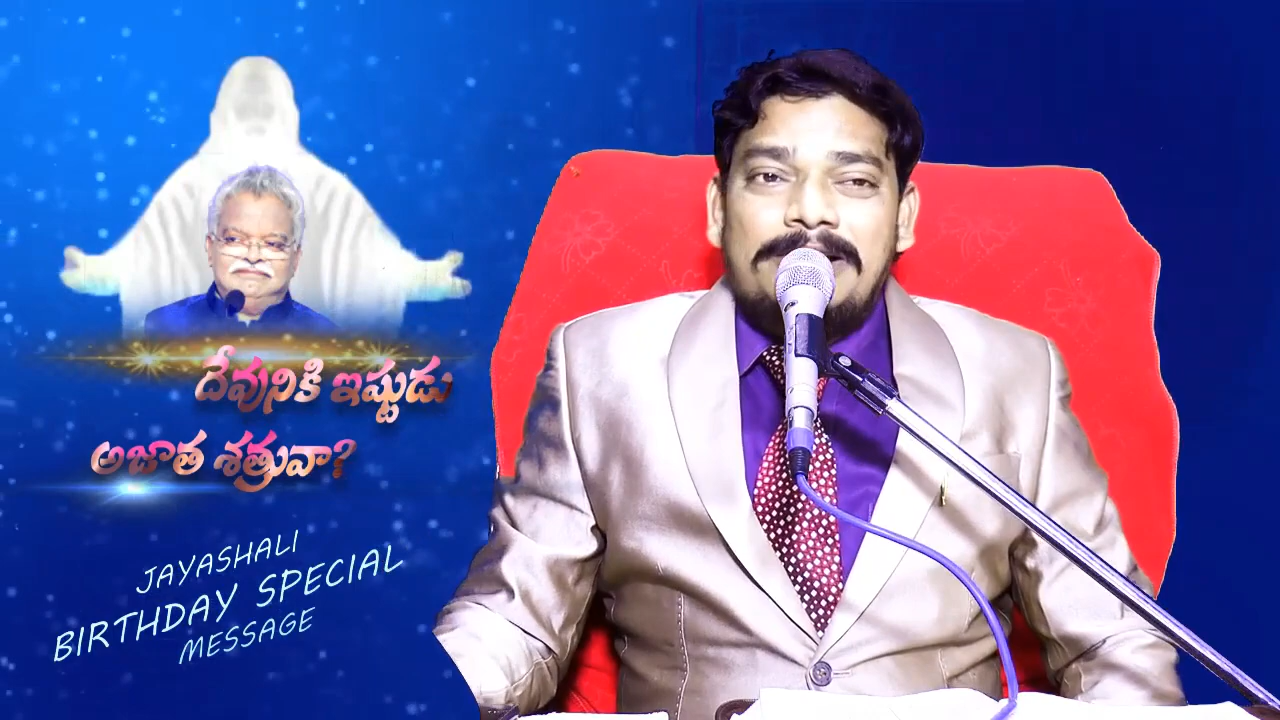 దేవునికి ఇష్టుడు
అజాత శత్రువా?
JAYASHALI
BIRTHDAY SPECIAL
MESSAGE